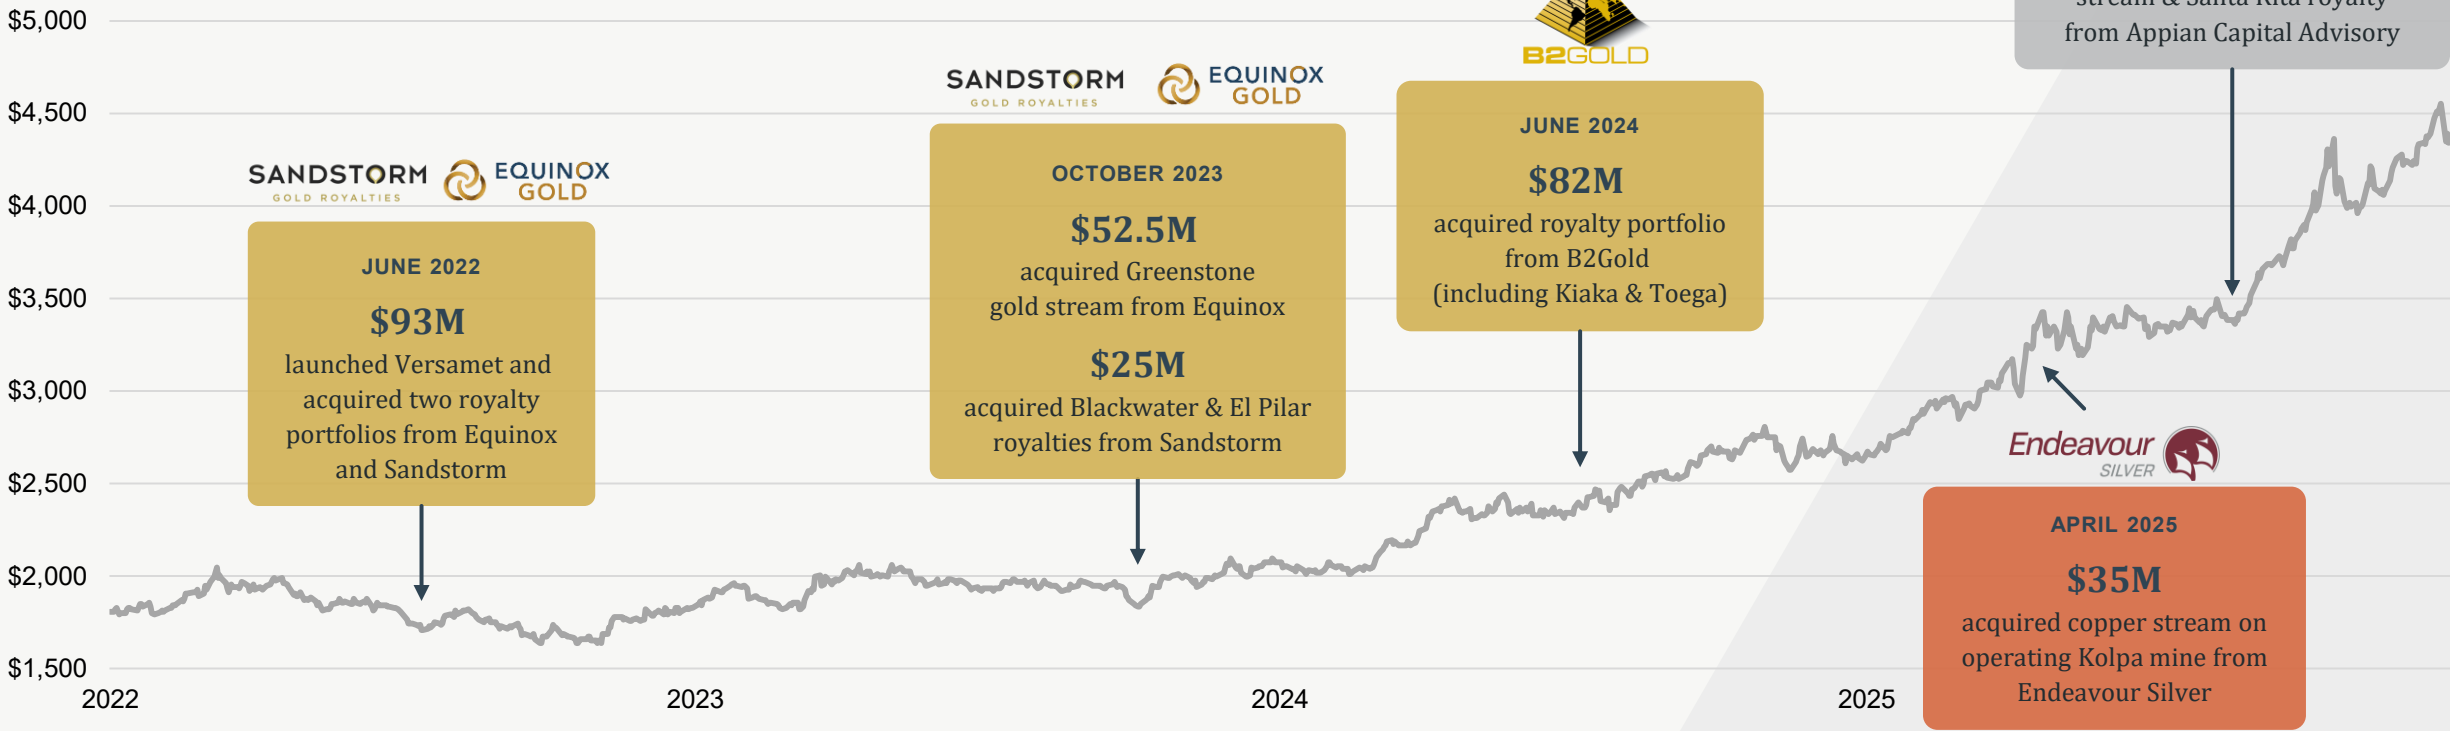 $5,000
$4,500
$4,000
$3,500
$3,000
$2,500
$2,000
$1,500
2022
2023
2024
2025
SANDSTORM
GOLD ROYALTIES
EQUINOX
GOLD
JUNE 2022
$93M
launched Versamet and
acquired two royalty
portfolios from Equinox
and Sandstorm
SANDSTORM
GOLD ROYALTIES
EQUINOX
GOLD
OCTOBER 2023
$52.5M
acquired Greenstone
gold stream from Equinox
$25M
acquired Blackwater & El Pilar
royalties from Sandstorm
B2GOLD
JUNE 2024
$82M
acquired royalty portfolio
from B2Gold
(including Kiaka & Toega)
stream & Santa Rita royalty
from Appian Capital Advisory
Endeavour
SILVER
APRIL 2025
$35M
acquired copper stream on
operating Kolpa mine from
Endeavour Silver